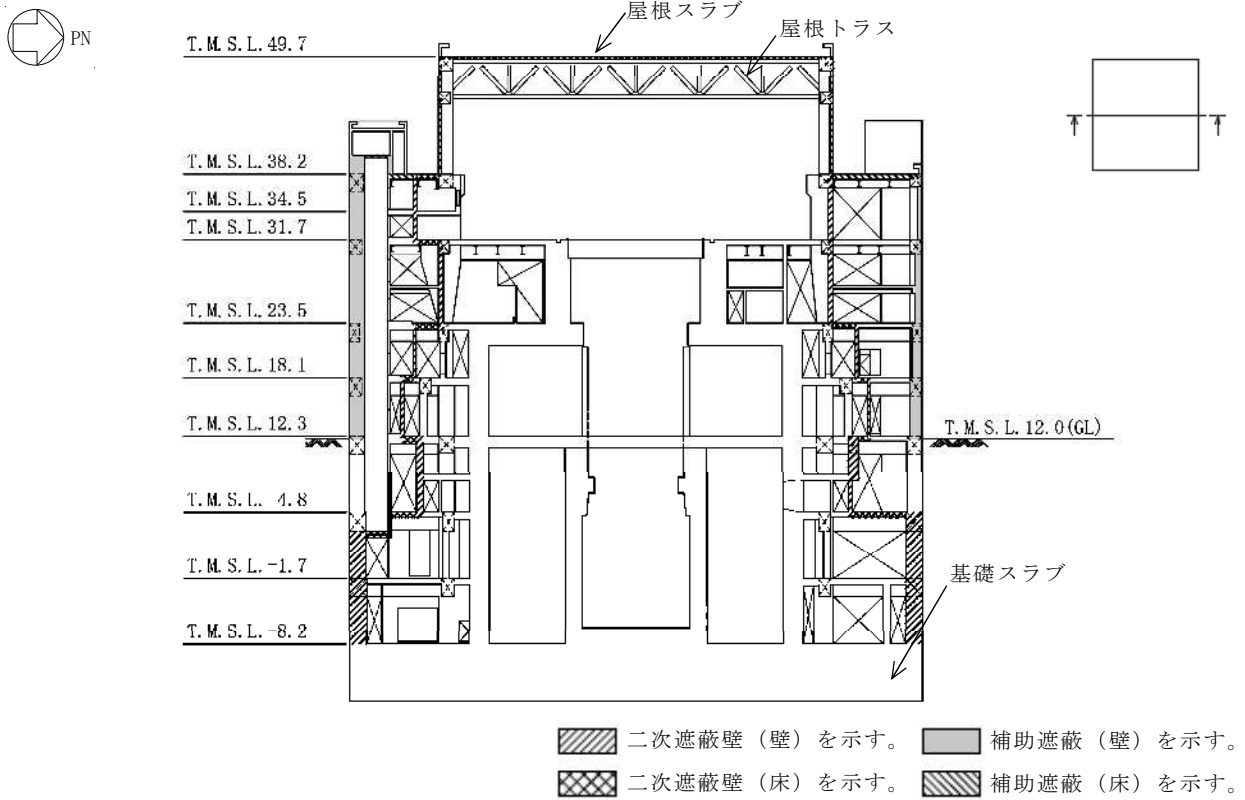 屋根スラブ
PN
屋根トラス
T.M.S.L.49.7
T.M.S.L.38.2
T.M.S.L.34.5
T.M.S.L.31.7
T.M.S.L.23.5
T.M.S.L.18.1
T.M.S.L.12.3
T.M.S.L.12.0(GL)
T.M.S.L. 4.8
T.M.S.L.-1.7
基礎スラブ
T.M.S.L.-8.2
二次遮蔽壁（壁）を示す。
補助遮蔽（壁）を示す。
二次遮蔽壁（床）を示す。
補助遮蔽（床）を示す。